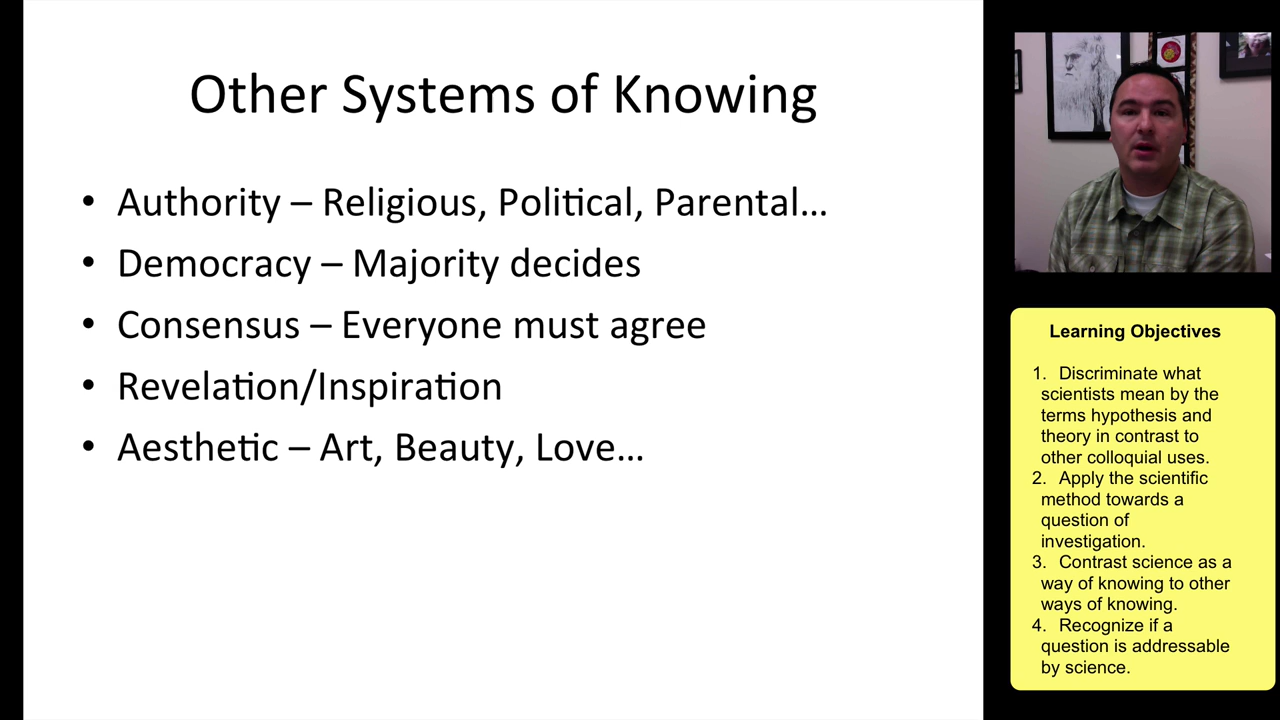 Other Systems of Knowing
• Authority – Religious, Political, Parental…
• Democracy – Majority decides
• Consensus – Everyone must agree
• Revelation/Inspiration
• Aesthetic – Art, Beauty, Love…
Learning Objectives
1. Discriminate what
scientists mean by the
terms hypothesis and
theory in contrast to
other colloquial uses.
2. Apply the scientific
method towards a
question of
investigation.
3. Contrast science as a
way of knowing to other
ways of knowing.
4. Recognize if a
question is addressable
by science.